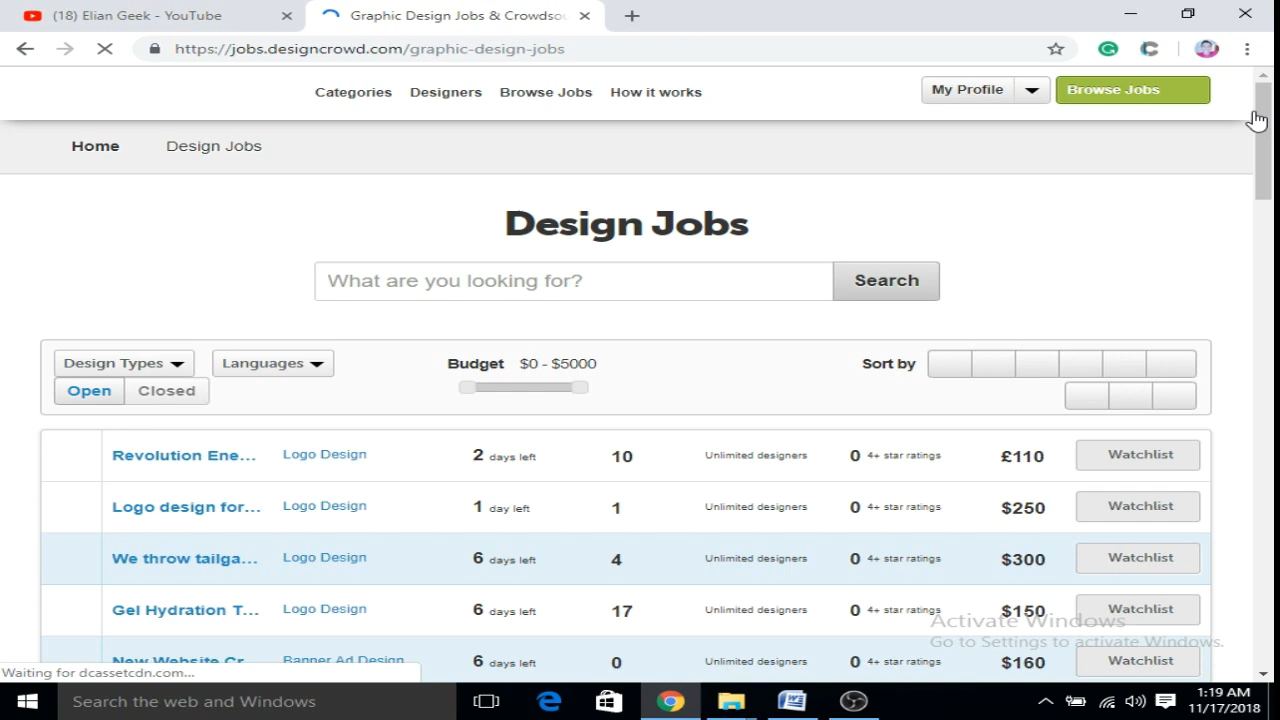 (18) Elian Geek - YouTube
Graphic Design Jobs & Crowdsou
https://jobs.designcrowd.com/graphic-design-jobs
Categories Designers Browse Jobs How it works My Profile Browse Jobs
Home Design Jobs
Design Jobs
What are you looking for? Search
Design Types Languages Budget $0 - $5000 Sort by
Open Closed
Revolution Ene... Logo Design 2 days left 10 Unlimited designers 0 4+ star ratings £110 Watchlist
Logo design for... Logo Design 1 day left 1 Unlimited designers 0 4+ star ratings $250 Watchlist
We throw tailga... Logo Design 6 days left 4 Unlimited designers 0 4+ star ratings $300 Watchlist
Gel Hydration T... Logo Design 6 days left 17 Unlimited designers 0 4+ star ratings $150 Watchlist
Activate Windows
Go to Settings to activate Windows.
New Website Cr... Banner Ad Design 6 days left 0 Unlimited designers 0 4+ star ratings $160 Watchlist
Waiting for dcassetcdn.com...
Search the web and Windows
1:19 AM
11/17/2018